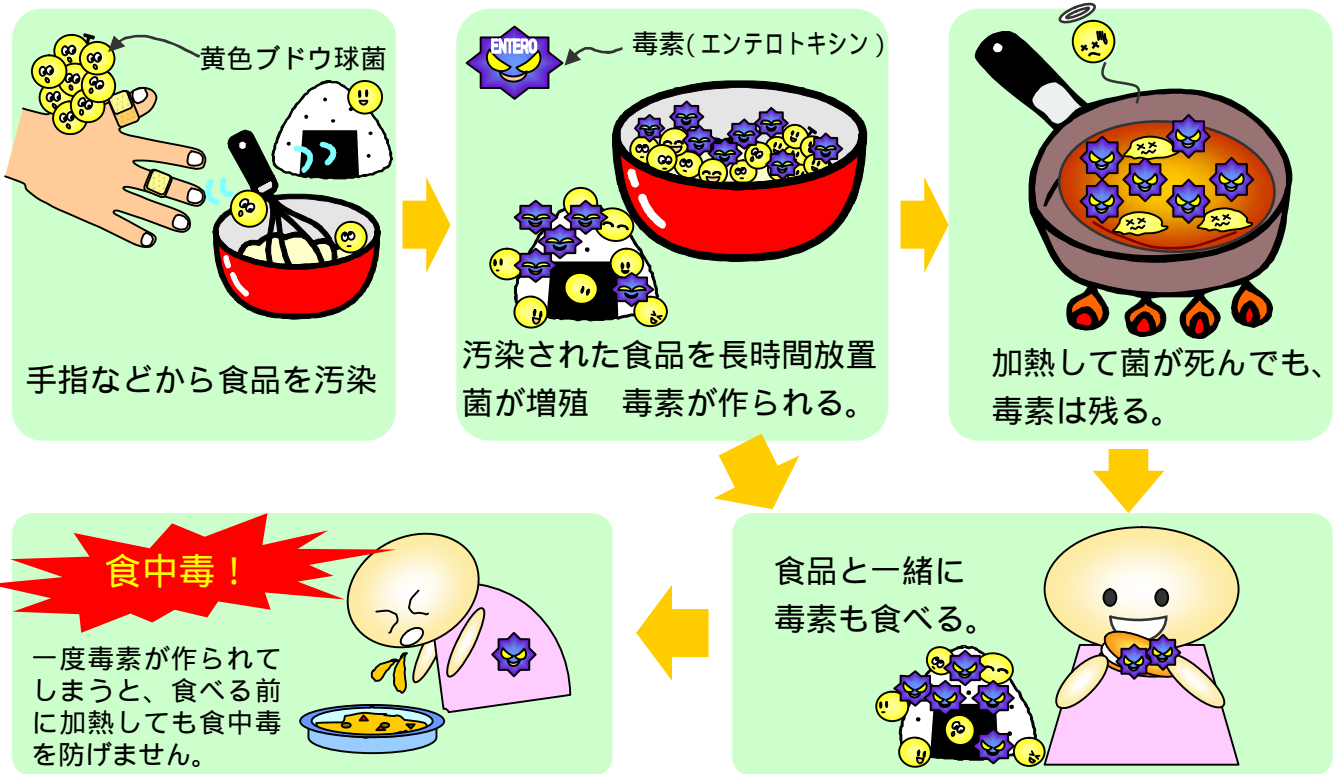 黄色ブドウ球菌
手指などから食品を汚染
ENTERO
毒素(エンテロトキシン)
汚染された食品を長時間放置
菌が増殖　毒素が作られる。
加熱して菌が死んでも、
毒素は残る。
食品と一緒に
毒素も食べる。
食中毒！
一度毒素が作られて
しまうと、食べる前
に加熱しても食中毒
を防げません。